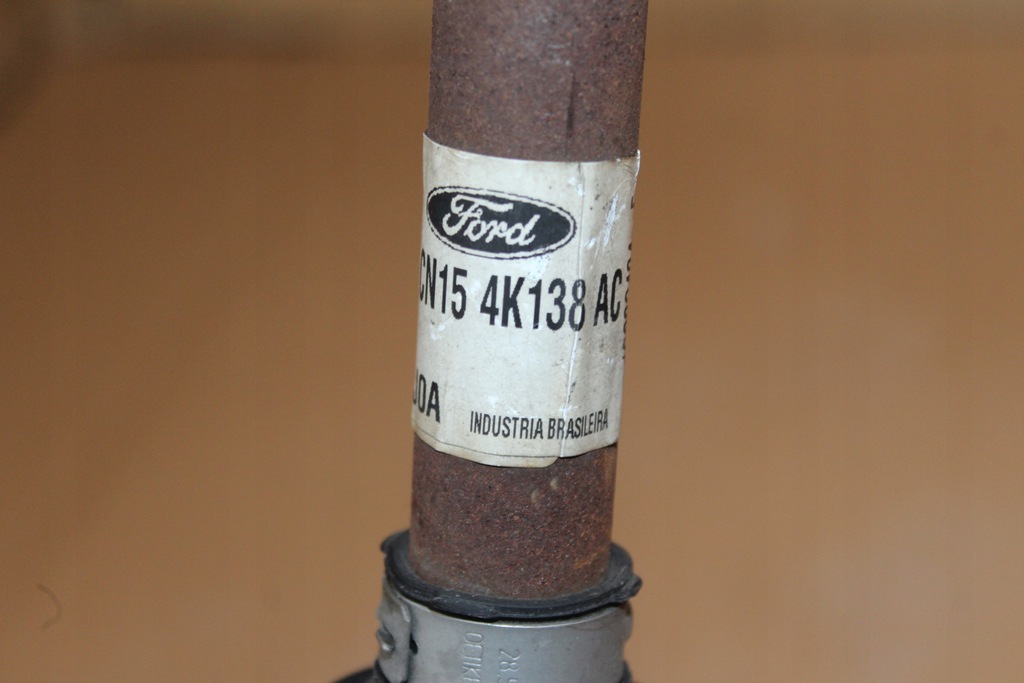 Ford
CN15 4K138 AC
INDUSTRIA BRASILEIRA